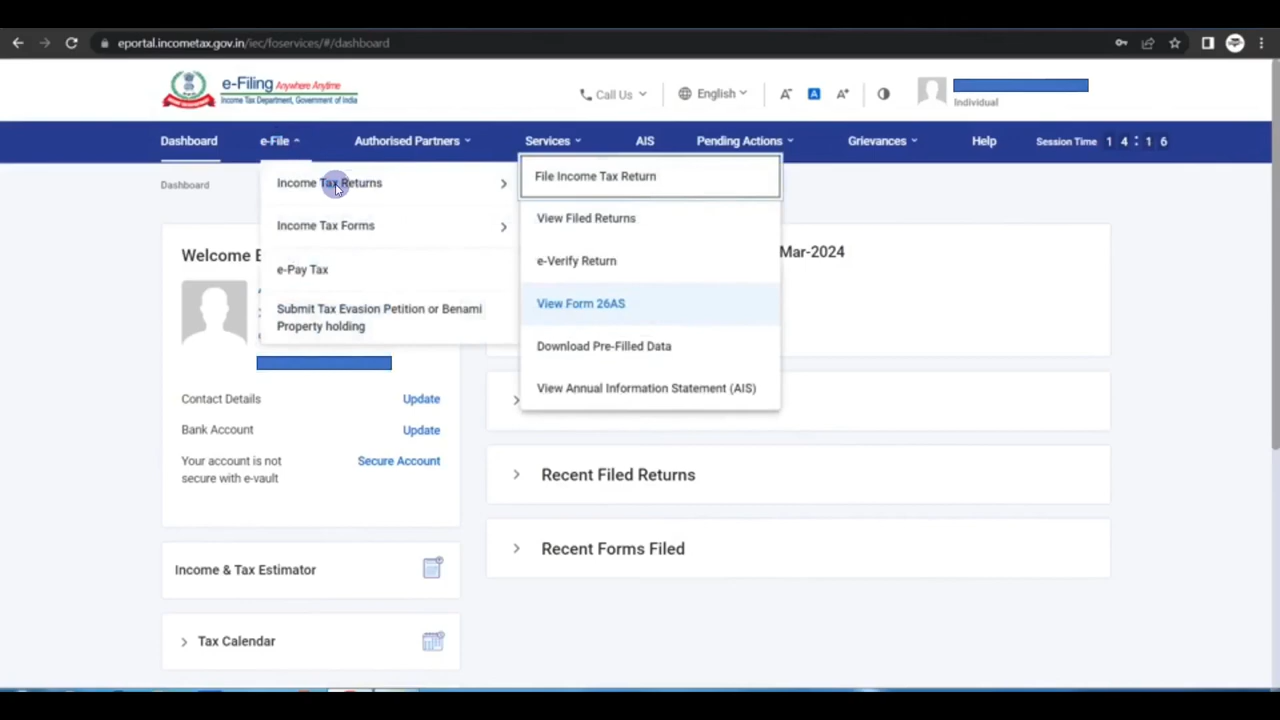 eportal.incometax.gov.in/iec/foservices/#/dashboard
e-Filing Anywhere Anytime
Income Tax Department, Government of India
Call Us
English
A-
A
A+
Individual
Dashboard
e-File
Authorised Partners
Services
AIS
Pending Actions
Grievances
Help
Session Time 1 4 : 1 6
Dashboard
Income Tax Returns
Income Tax Forms
e-Pay Tax
Submit Tax Evasion Petition or Benami
Property holding
File Income Tax Return
View Filed Returns
e-Verify Return
View Form 26AS
Download Pre-Filled Data
View Annual Information Statement (AIS)
Welcome
Mar-2024
Contact Details
Update
Bank Account
Update
Your account is not
secure with e-vault
Secure Account
Recent Filed Returns
Recent Forms Filed
Income & Tax Estimator
Tax Calendar